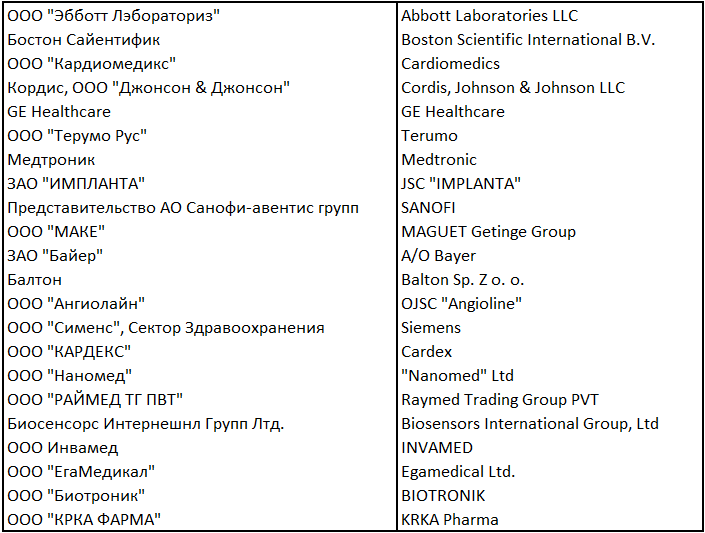 ООО "Эбботт Лэбораториз" Abbott Laboratories LLC
Бостон Сайентифик Boston Scientific International B.V.
ООО "Кардиомедикс" Cardiomedics
Кордис, ООО "Джонсон & Джонсон" Cordis, Johnson & Johnson LLC
GE Healthcare GE Healthcare
ООО "Терумо Рус" Terumo
Медтроник Medtronic
ЗАО "ИМПЛАНТА" JSC "IMPLANTA"
Представительство АО Санофи-авентис групп SANOFI
ООО "МАКЕ" MAGUET Getinge Group
ЗАО "Байер" A/O Bayer
Балтон Balton Sp. Z o. o.
ООО "Ангиолайн" OJSC "Angioline"
ООО "Сименс", Сектор Здравоохранения Siemens
ООО "КАРДЕКС" Cardex
ООО "Наномед" "Nanomed" Ltd
ООО "РАЙМЕД ТГ ПВТ" Raymed Trading Group PVT
Биосенсорс Интернешнл Групп Лтд. Biosensors International Group, Ltd
ООО Инвамед INVAMED
ООО "ЕгаМедикал" Egamedical Ltd.
ООО "Биотроник" BIOTRONIK
ООО "КРКА ФАРМА" KRKA Pharma